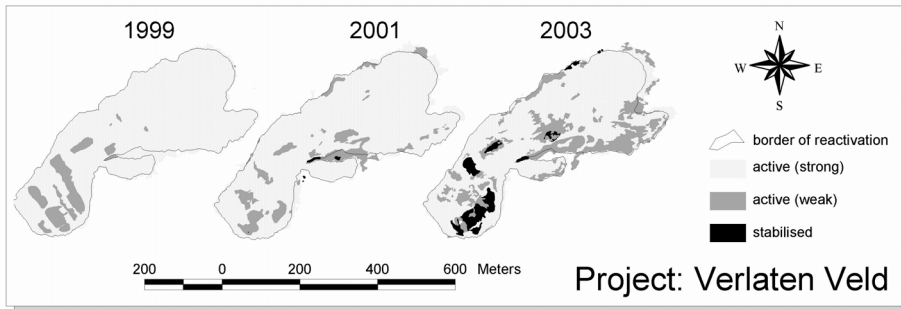 1999 2001 2003
N
W E
S
border of reactivation
active (strong)
active (weak)
stabilised
200 0 200 400 600 Meters
Project: Verlaten Veld